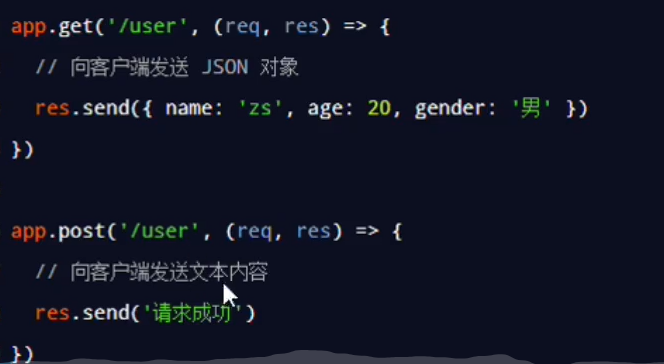 app.get('/user', (req, res) => {
// 向客户端发送 JSON 对象
res.send({ name: 'zs', age: 20, gender: '男' })
})
app.post('/user', (req, res) => {
// 向客户端发送文本内容
res.send('请求成功')
})